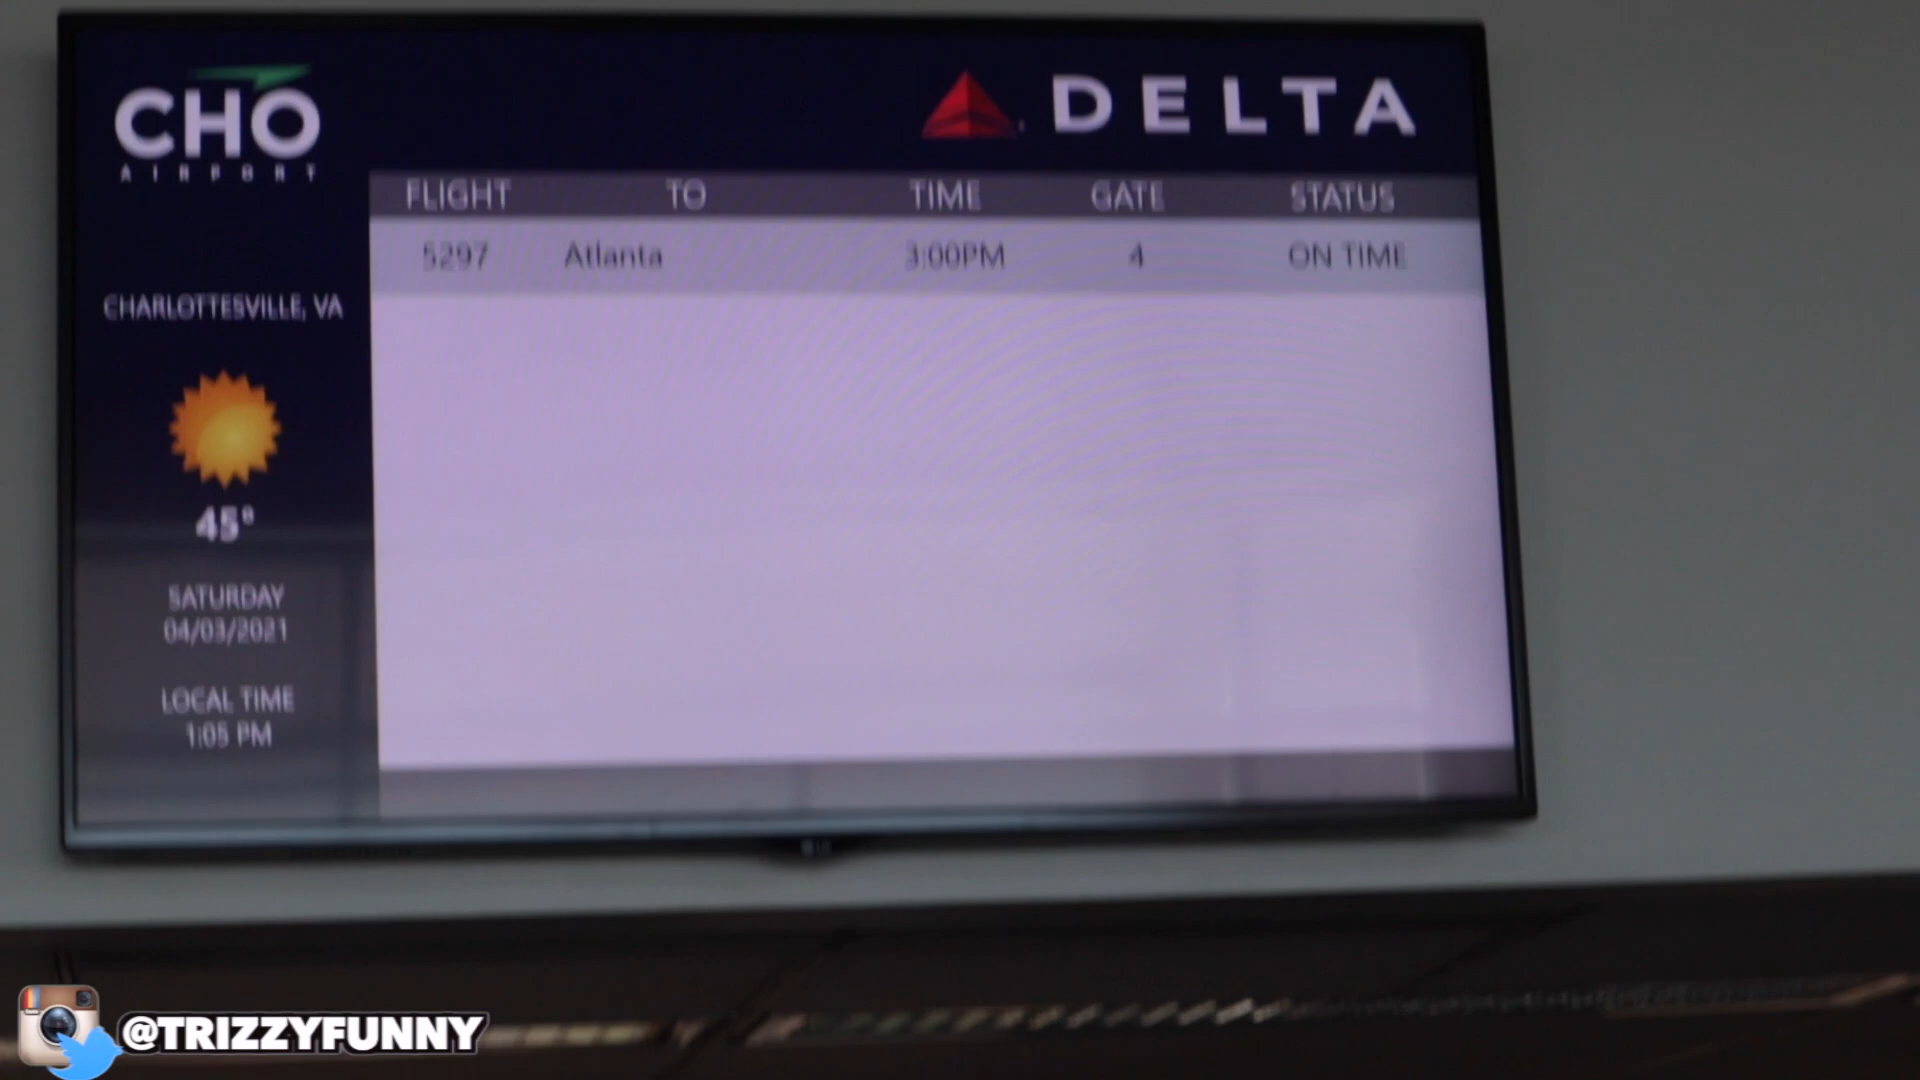 CHO
AIRPORT
DELTA
FLIGHT TO TIME GATE STATUS
5297 Atlanta 3:00PM 4 ON TIME
CHARLOTTESVILLE, VA
45°
SATURDAY
04/03/2021
LOCAL TIME
1:05 PM
@TRIZZYFUNNY